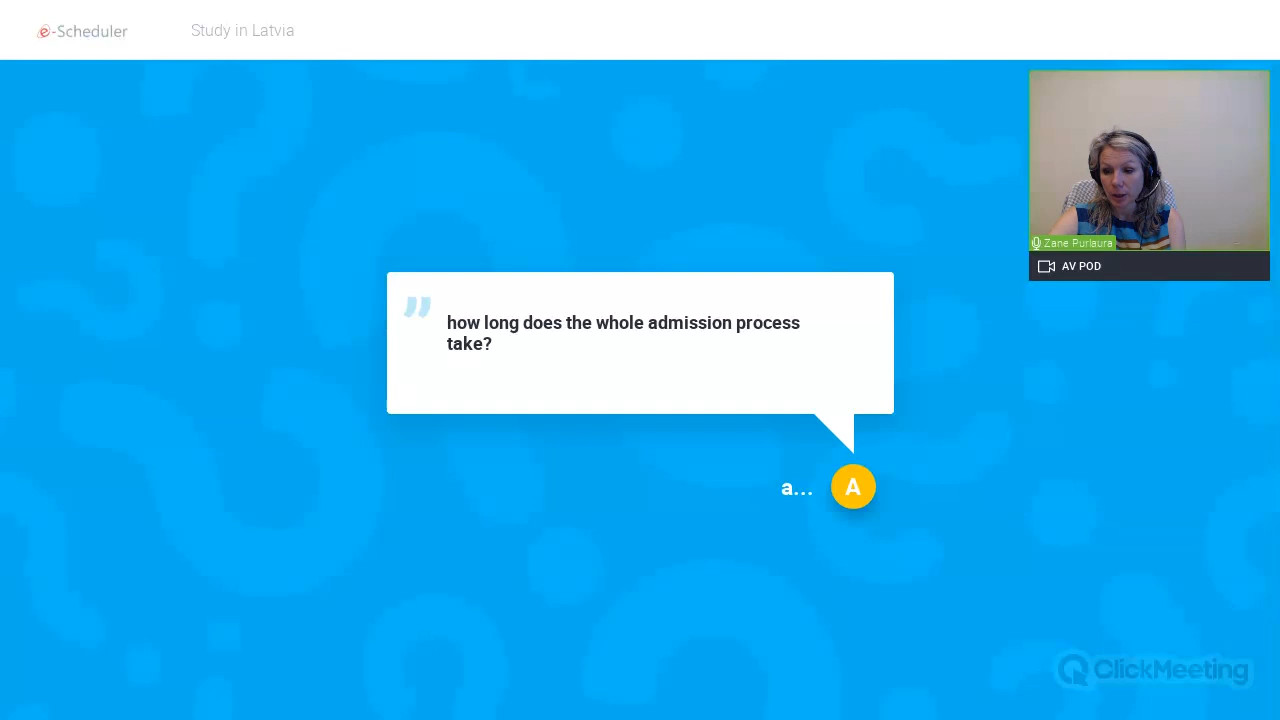 e-Scheduler
Study in Latvia
Zane Purlaura
AV POD
how long does the whole admission process
take?
a...
A
ClickMeeting